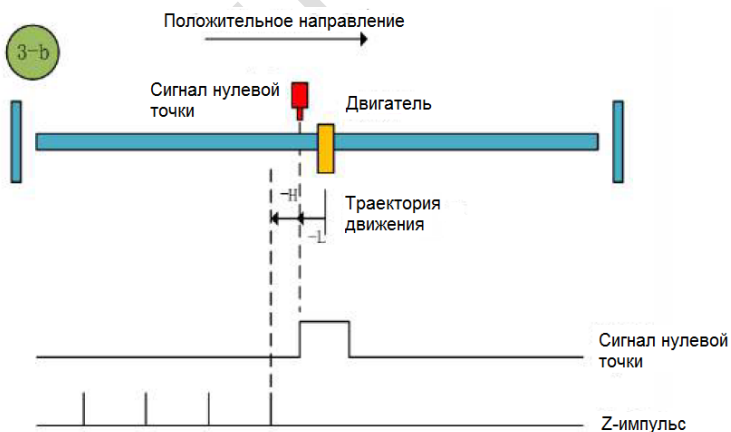 Положительное направление
3-b
Сигнал нулевой
точки
Двигатель
-H
Траектория
движения
-L
Сигнал нулевой
точки
Z-импульс